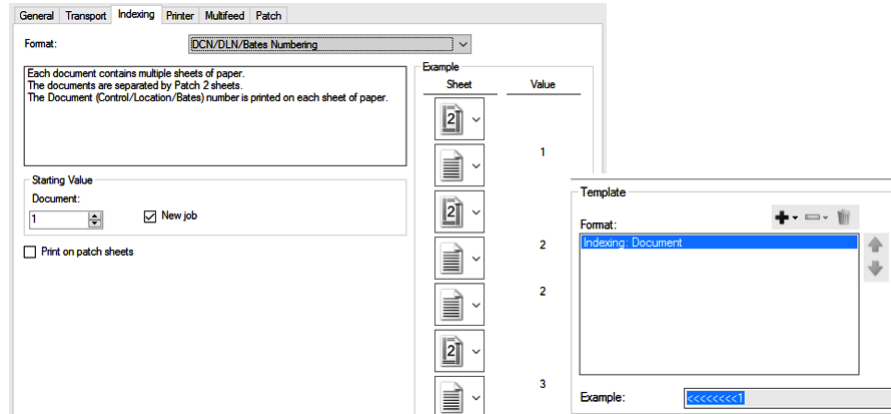 General Transport Indexing Printer Multifeed Patch
Format: DCN/DLN/Bates Numbering
Each document contains multiple sheets of paper.
The documents are separated by Patch 2 sheets.
The Document (Control/Location/Bates) number is printed on each sheet of paper.
Example
Sheet Value
2
1
2
2
2
2
3
Starting Value
Document:
1 New job
Print on patch sheets
Template
Format:
Indexing: Document
Example: <<<<<<<<1